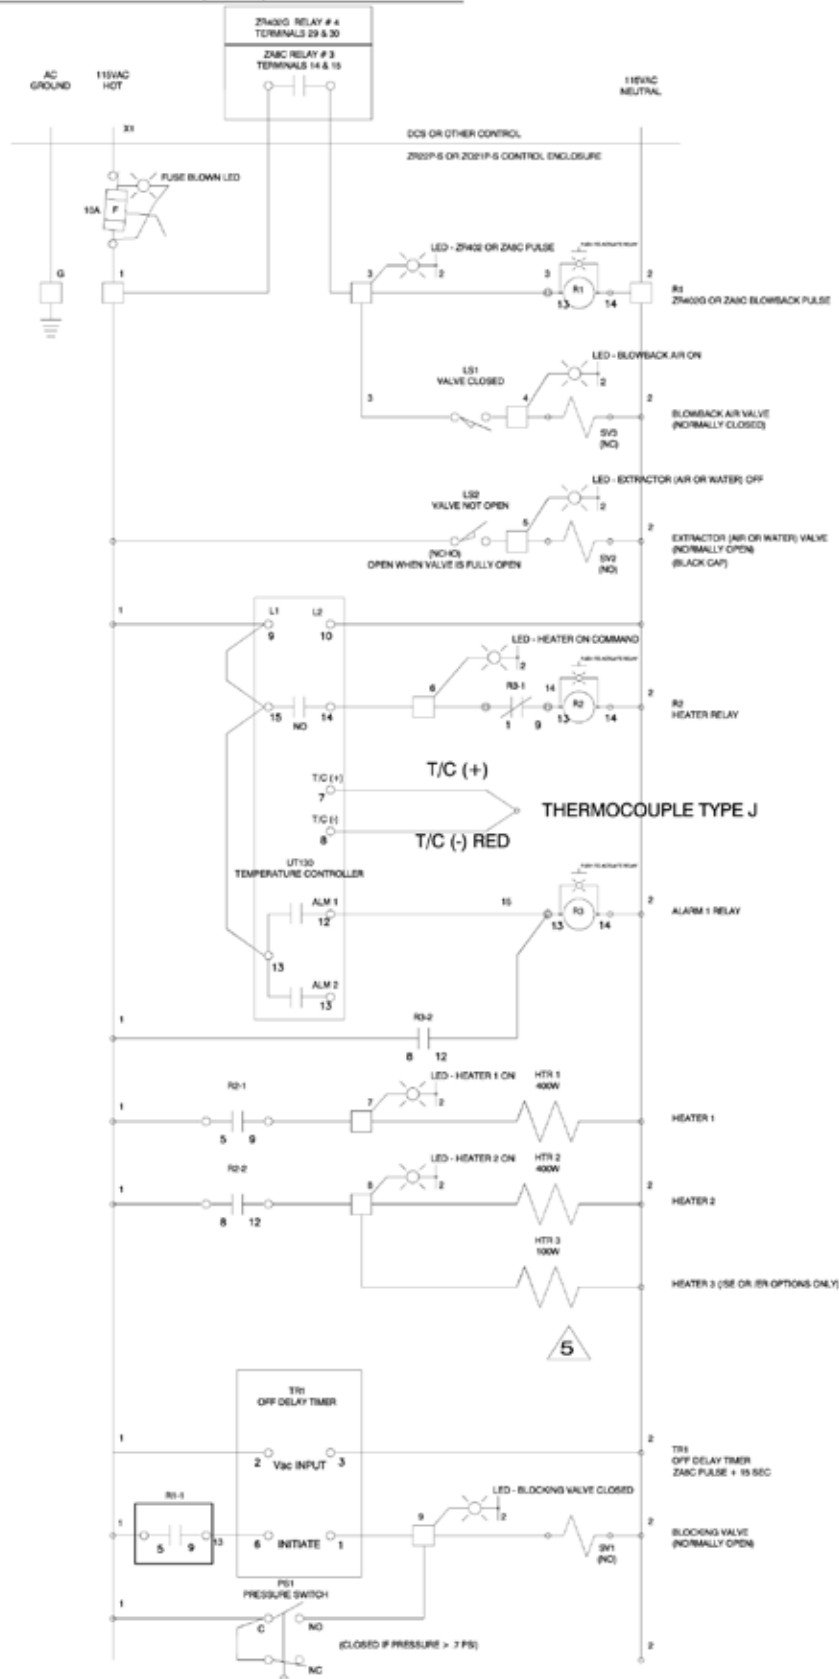 ZR402G RELAY # 4
TERMINALS 29 & 30
ZA8C RELAY # 3
TERMINALS 14 & 15
AC
GROUND
115VAC
HOT
115VAC
NEUTRAL
X1
DCS OR OTHER CONTROL
ZR22P-S OR ZO21P-S CONTROL ENCLOSURE
FUSE BLOWN LED
10A
F
LED - ZR402 OR ZA8C PULSE
G
1
3
2
3
R1
13
14
2
R1
ZR402G OR ZA8C BLOWBACK PULSE
LED - BLOWBACK AIR ON
LS1
VALVE CLOSED
3
4
2
2
SV3
(NC)
BLOWBACK AIR VALVE
(NORMALLY CLOSED)
LED - EXTRACTOR (AIR OR WATER) OFF
LS2
VALVE NOT OPEN
5
2
2
(NCHO)
OPEN WHEN VALVE IS FULLY OPEN
SV2
(NO)
EXTRACTOR (AIR OR WATER) VALVE
(NORMALLY OPEN)
(BLACK CAP)
1
L1
L2
9
10
LED - HEATER ON COMMAND
2
6
R3-1
14
R2
2
15
NO
14
1
9
13
14
R2
HEATER RELAY
T/C (+)
T/C (+)
7
THERMOCOUPLE TYPE J
T/C (-)
8
T/C (-) RED
UT130
TEMPERATURE CONTROLLER
ALM 1
12
15
R3
13
14
2
ALARM 1 RELAY
13
ALM 2
13
1
R3-2
8
12
R2-1
LED - HEATER 1 ON
HTR 1
400W
1
7
2
5
9
HEATER 1
R2-2
LED - HEATER 2 ON
HTR 2
400W
1
8
2
2
8
12
HEATER 2
HTR 3
100W
HEATER 3 (/SE OR /ER OPTIONS ONLY)
5
TR1
OFF DELAY TIMER
1
2
Vac INPUT
3
2
TR1
OFF DELAY TIMER
ZA8C PULSE + 15 SEC
LED - BLOCKING VALVE CLOSED
R1-1
1
5
9
13
6
INITIATE
1
9
2
2
SV1
(NO)
BLOCKING VALVE
(NORMALLY OPEN)
PS1
PRESSURE SWITCH
1
C
NO
(CLOSED IF PRESSURE > .7 PSI)
NC
2